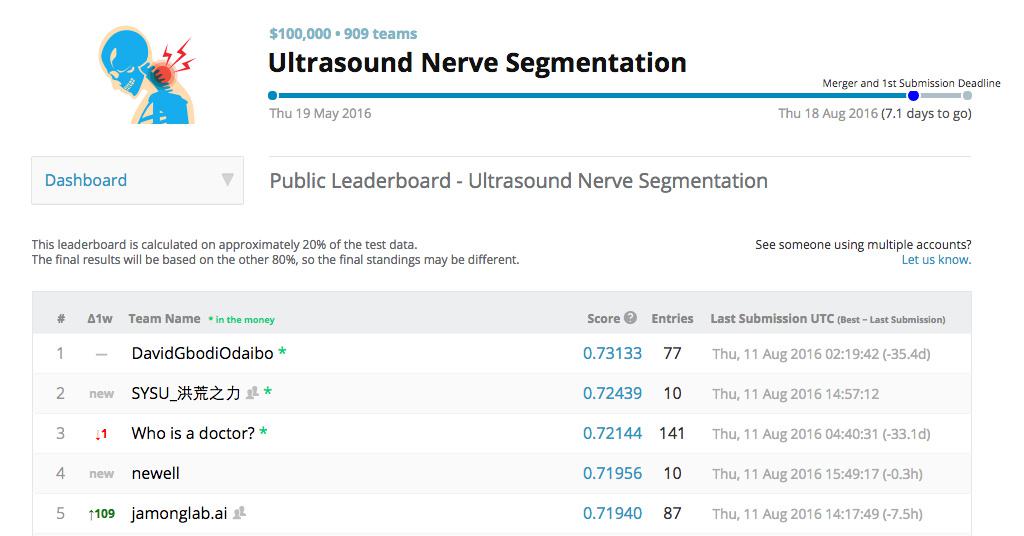 $100,000 • 909 teams
Ultrasound Nerve Segmentation
Merger and 1st Submission Deadline
Thu 19 May 2016
Thu 18 Aug 2016 (7.1 days to go)
Dashboard
Public Leaderboard - Ultrasound Nerve Segmentation
This leaderboard is calculated on approximately 20% of the test data.
The final results will be based on the other 80%, so the final standings may be different.
See someone using multiple accounts?
Let us know.
# Δ1w Team Name * in the money Score ? Entries Last Submission UTC (Best – Last Submission)
1 — DavidGbodiOdaibo * 0.73133 77 Thu, 11 Aug 2016 02:19:42 (-35.4d)
2 new SYSU_洪荒之力 * 0.72439 10 Thu, 11 Aug 2016 14:57:12
3 ↓1 Who is a doctor? * 0.72144 141 Thu, 11 Aug 2016 04:40:31 (-33.1d)
4 new newell 0.71956 10 Thu, 11 Aug 2016 15:49:17 (-0.3h)
5 ↑109 jamonglab.ai 0.71940 87 Thu, 11 Aug 2016 14:17:49 (-7.5h)